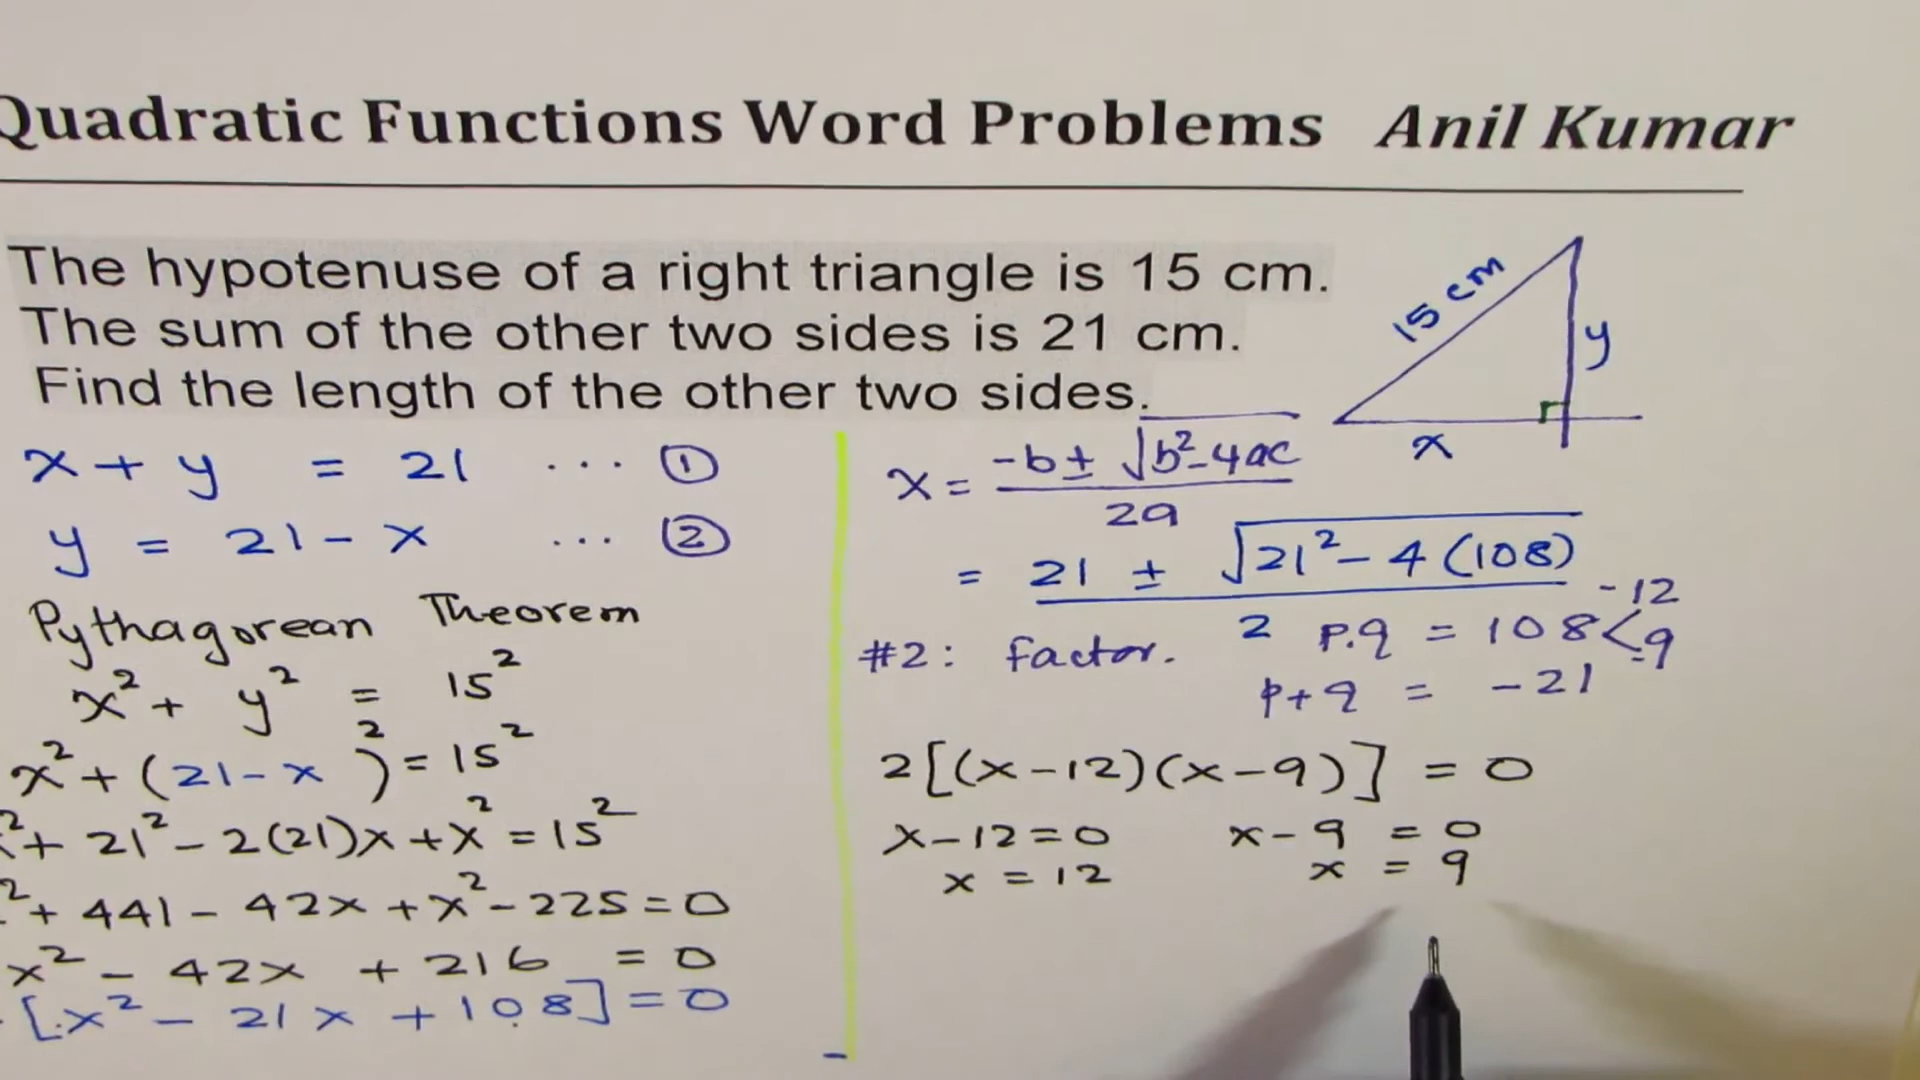 Quadratic Functions Word Problems Anil Kumar
The hypotenuse of a right triangle is 15 cm.
The sum of the other two sides is 21 cm.
Find the length of the other two sides.
15 cm
y
x
x + y = 21 ... ①
y = 21 - x ... ②
Pythagorean Theorem
x² + y² = 15²
x² + (21 - x)² = 15²
² + 21² - 2(21)x + x² = 15²
² + 441 - 42x + x² - 225 = 0
x² - 42x + 216 = 0
[x² - 21x + 108] = 0
x = (-b ± √(b² - 4ac)) / 2a
= (21 ± √(21² - 4(108))) / 2
#2: Factor.
p.q = 108 < -12 -9
p + q = -21
2[(x - 12)(x - 9)] = 0
x - 12 = 0 x - 9 = 0
x = 12 x = 9